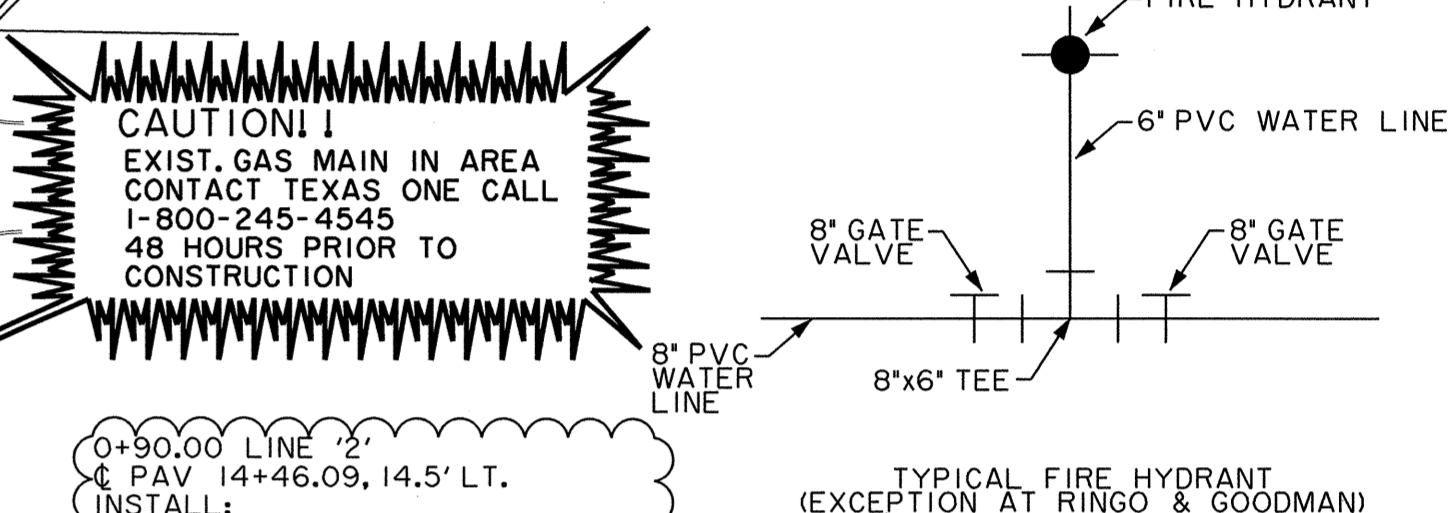 CAUTION!!
EXIST. GAS MAIN IN AREA
CONTACT TEXAS ONE CALL
1-800-245-4545
48 HOURS PRIOR TO
CONSTRUCTION
FIRE HYDRANT
6" PVC WATER LINE
8" GATE
VALVE
8" GATE
VALVE
8" PVC
WATER
LINE
8"x6" TEE
0+90.00 LINE '2'
℄ PAV 14+46.09, 14.5' LT.
INSTALL:
TYPICAL FIRE HYDRANT
(EXCEPTION AT RINGO & GOODMAN)